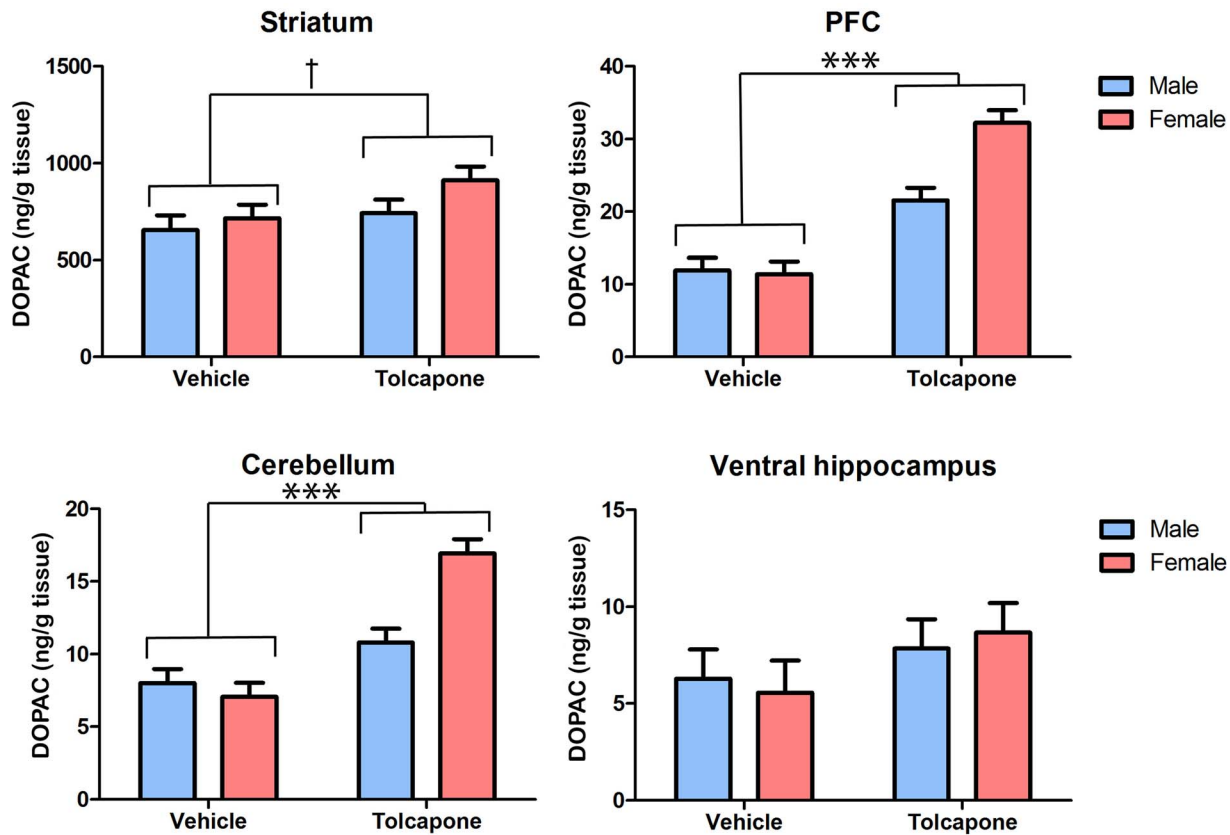 Striatum
†
DOPAC (ng/g tissue)
1500
1000
500
0
Vehicle Tolcapone
PFC
***
DOPAC (ng/g tissue)
40
30
20
10
0
Vehicle Tolcapone
Male
Female
Cerebellum
***
DOPAC (ng/g tissue)
20
15
10
5
0
Vehicle Tolcapone
Ventral hippocampus
DOPAC (ng/g tissue)
15
10
5
0
Vehicle Tolcapone
Male
Female